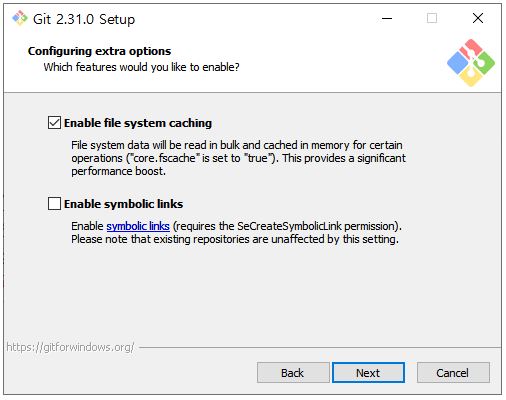 Git 2.31.0 Setup
Configuring extra options
Which features would you like to enable?
Enable file system caching
File system data will be read in bulk and cached in memory for certain
operations ("core.fscache" is set to "true"). This provides a significant
performance boost.
Enable symbolic links
Enable symbolic links (requires the SeCreateSymbolicLink permission).
Please note that existing repositories are unaffected by this setting.
https://gitforwindows.org/
Back
Next
Cancel